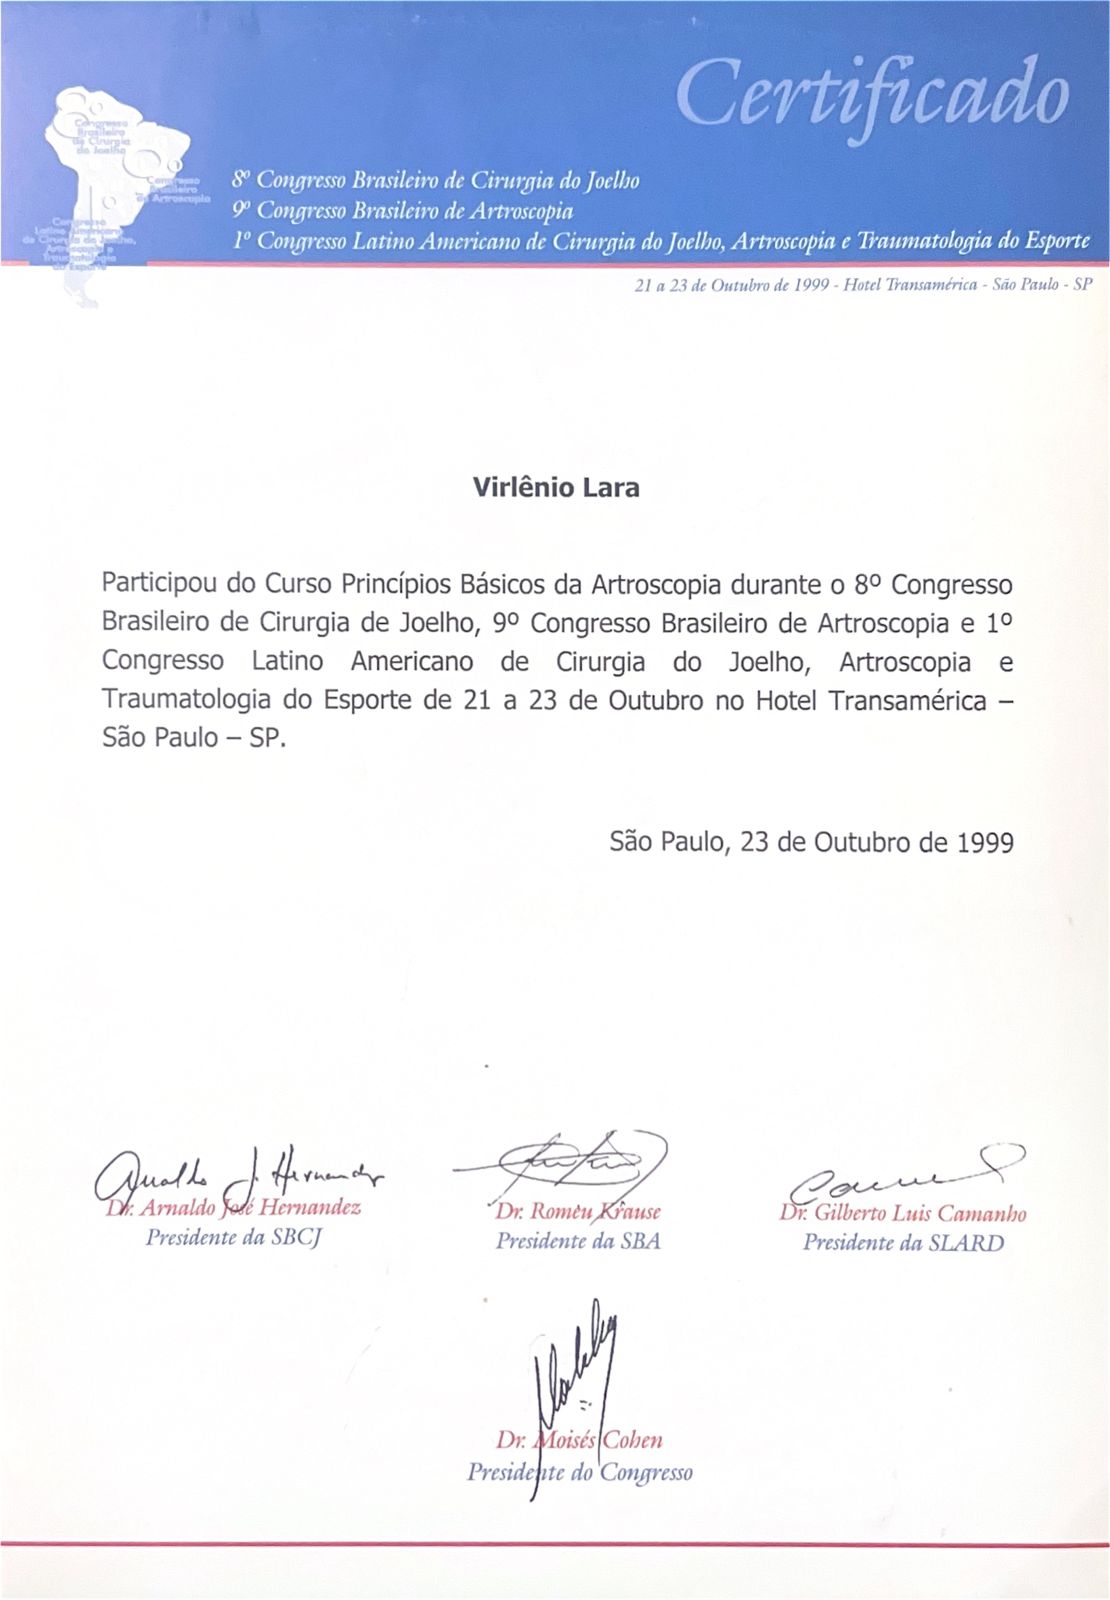 Certificado
Congresso
Brasileiro
de Cirurgia
do Joelho
Congresso
Brasileiro
de Artroscopia
Congresso
Latino Americano
de Cirurgia do Joelho,
Artroscopia e
Traumatologia
do Esporte
8º Congresso Brasileiro de Cirurgia do Joelho
9º Congresso Brasileiro de Artroscopia
1º Congresso Latino Americano de Cirurgia do Joelho, Artroscopia e Traumatologia do Esporte
21 a 23 de Outubro de 1999 - Hotel Transamérica - São Paulo - SP
Virlênio Lara
Participou do Curso Princípios Básicos da Artroscopia durante o 8º Congresso
Brasileiro de Cirurgia de Joelho, 9º Congresso Brasileiro de Artroscopia e 1º
Congresso Latino Americano de Cirurgia do Joelho, Artroscopia e
Traumatologia do Esporte de 21 a 23 de Outubro no Hotel Transamérica –
São Paulo – SP.
São Paulo, 23 de Outubro de 1999
Arnaldo J. Hernandez
Dr. Arnaldo José Hernandez
Presidente da SBCJ
Dr. Romeu Krause
Presidente da SBA
Dr. Gilberto Luis Camanho
Presidente da SLARD
Dr. Moisés Cohen
Presidente do Congresso